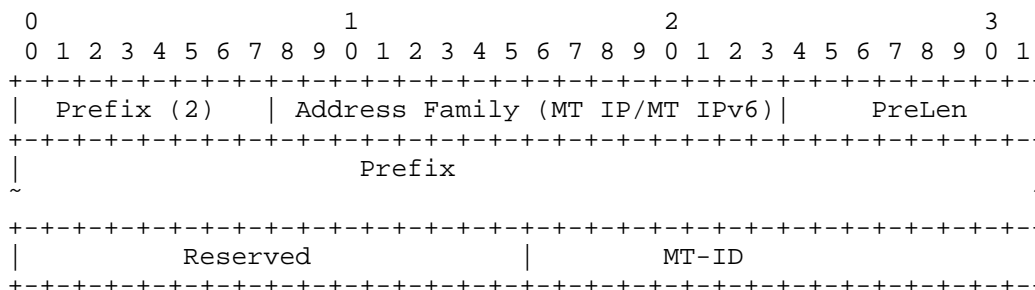 0                   1                   2                   3
 0 1 2 3 4 5 6 7 8 9 0 1 2 3 4 5 6 7 8 9 0 1 2 3 4 5 6 7 8 9 0 1
+-+-+-+-+-+-+-+-+-+-+-+-+-+-+-+-+-+-+-+-+-+-+-+-+-+-+-+-+-+-+-+-
|  Prefix (2)   | Address Family (MT IP/MT IPv6)|     PreLen
+-+-+-+-+-+-+-+-+-+-+-+-+-+-+-+-+-+-+-+-+-+-+-+-+-+-+-+-+-+-+-+-
|                     Prefix
~                                                               ~
+-+-+-+-+-+-+-+-+-+-+-+-+-+-+-+-+-+-+-+-+-+-+-+-+-+-+-+-+-+-+-+-
|          Reserved             |        MT-ID
+-+-+-+-+-+-+-+-+-+-+-+-+-+-+-+-+-+-+-+-+-+-+-+-+-+-+-+-+-+-+-+-